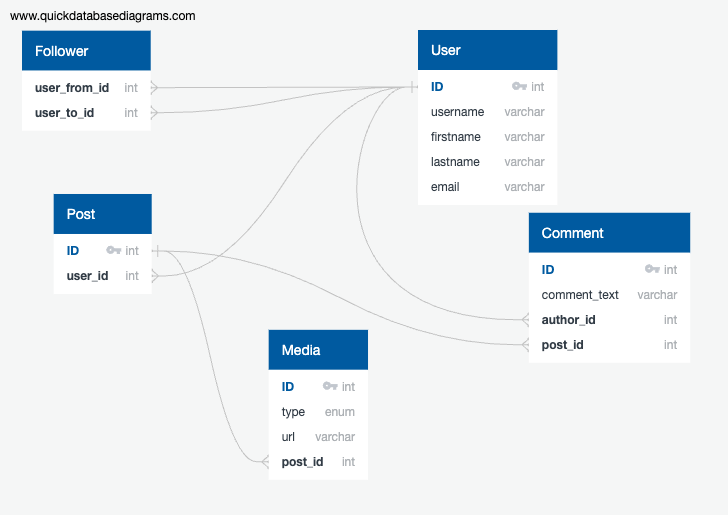 www.quickdatabasediagrams.com
Follower
user_from_id int
user_to_id int
User
ID int
username varchar
firstname varchar
lastname varchar
email varchar
Post
ID int
user_id int
Comment
ID int
comment_text varchar
author_id int
post_id int
Media
ID int
type enum
url varchar
post_id int